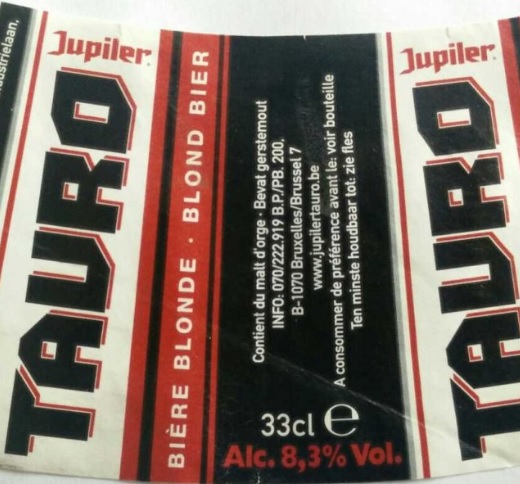 Jupiler
TAURO
BIÈRE BLONDE · BLOND BIER
Contient du malt d'orge · Bevat gerstemout
INFO: 070/222.919 B.P./PB. 200,
B-1070 Bruxelles/Brussel 7
www.jupilertauro.be
A consommer de préférence avant le: voir bouteille
Ten minste houdbaar tot: zie fles
33cl e
Alc. 8,3% Vol.
Jupiler
TAURO